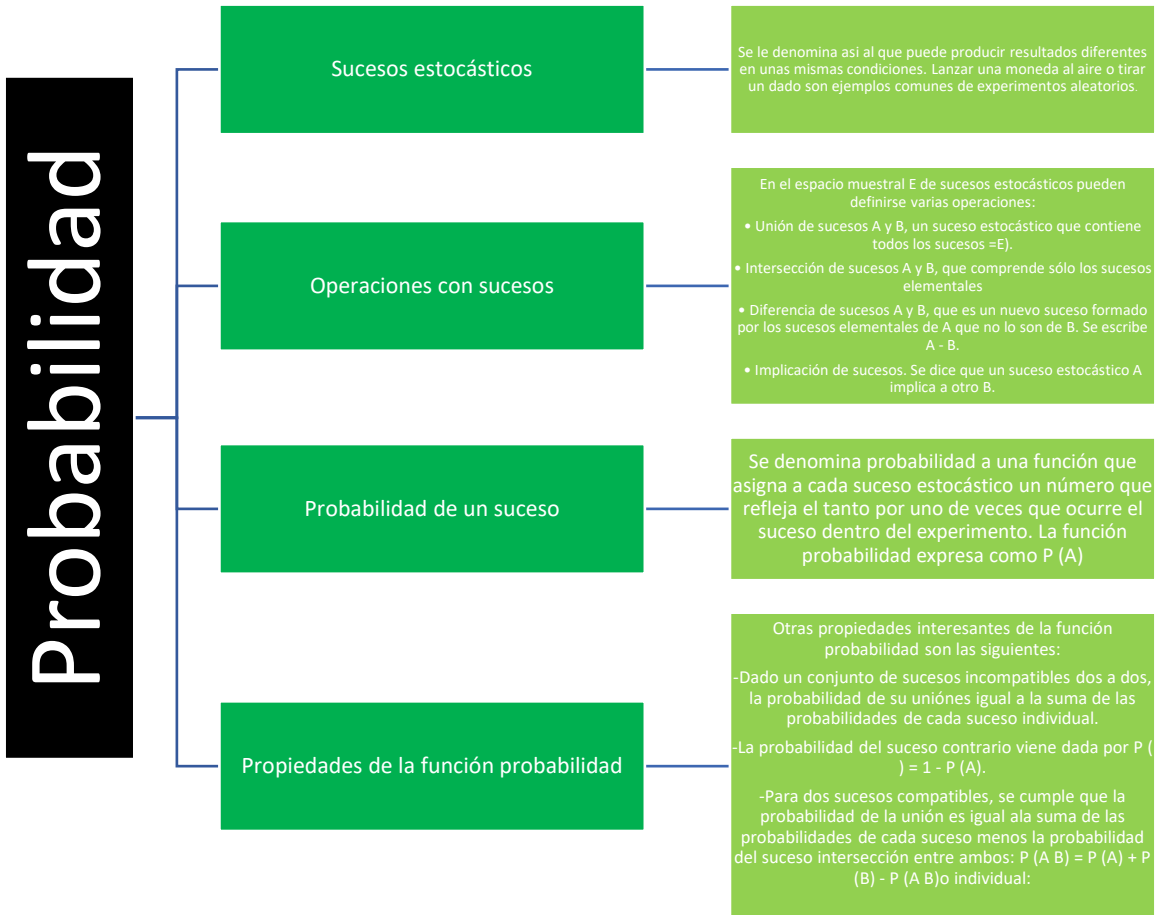 Probabilidad
Sucesos estocásticos
Se le denomina asi al que puede producir resultados diferentes
en unas mismas condiciones. Lanzar una moneda al aire o tirar
un dado son ejemplos comunes de experimentos aleatorios.
Operaciones con sucesos
En el espacio muestral E de sucesos estocásticos pueden
definirse varias operaciones:
• Unión de sucesos A y B, un suceso estocástico que contiene
todos los sucesos =E).
• Intersección de sucesos A y B, que comprende sólo los sucesos
elementales
• Diferencia de sucesos A y B, que es un nuevo suceso formado
por los sucesos elementales de A que no lo son de B. Se escribe
A - B.
• Implicación de sucesos. Se dice que un suceso estocástico A
implica a otro B.
Probabilidad de un suceso
Se denomina probabilidad a una función que
asigna a cada suceso estocástico un número que
refleja el tanto por uno de veces que ocurre el
suceso dentro del experimento. La función
probabilidad expresa como P (A)
Propiedades de la función probabilidad
Otras propiedades interesantes de la función
probabilidad son las siguientes:
-Dado un conjunto de sucesos incompatibles dos a dos,
la probabilidad de su uniónes igual a la suma de las
probabilidades de cada suceso individual.
-La probabilidad del suceso contrario viene dada por P (
) = 1 - P (A).
-Para dos sucesos compatibles, se cumple que la
probabilidad de la unión es igual ala suma de las
probabilidades de cada suceso menos la probabilidad
del suceso intersección entre ambos: P (A B) = P (A) + P
(B) - P (A B)o individual: